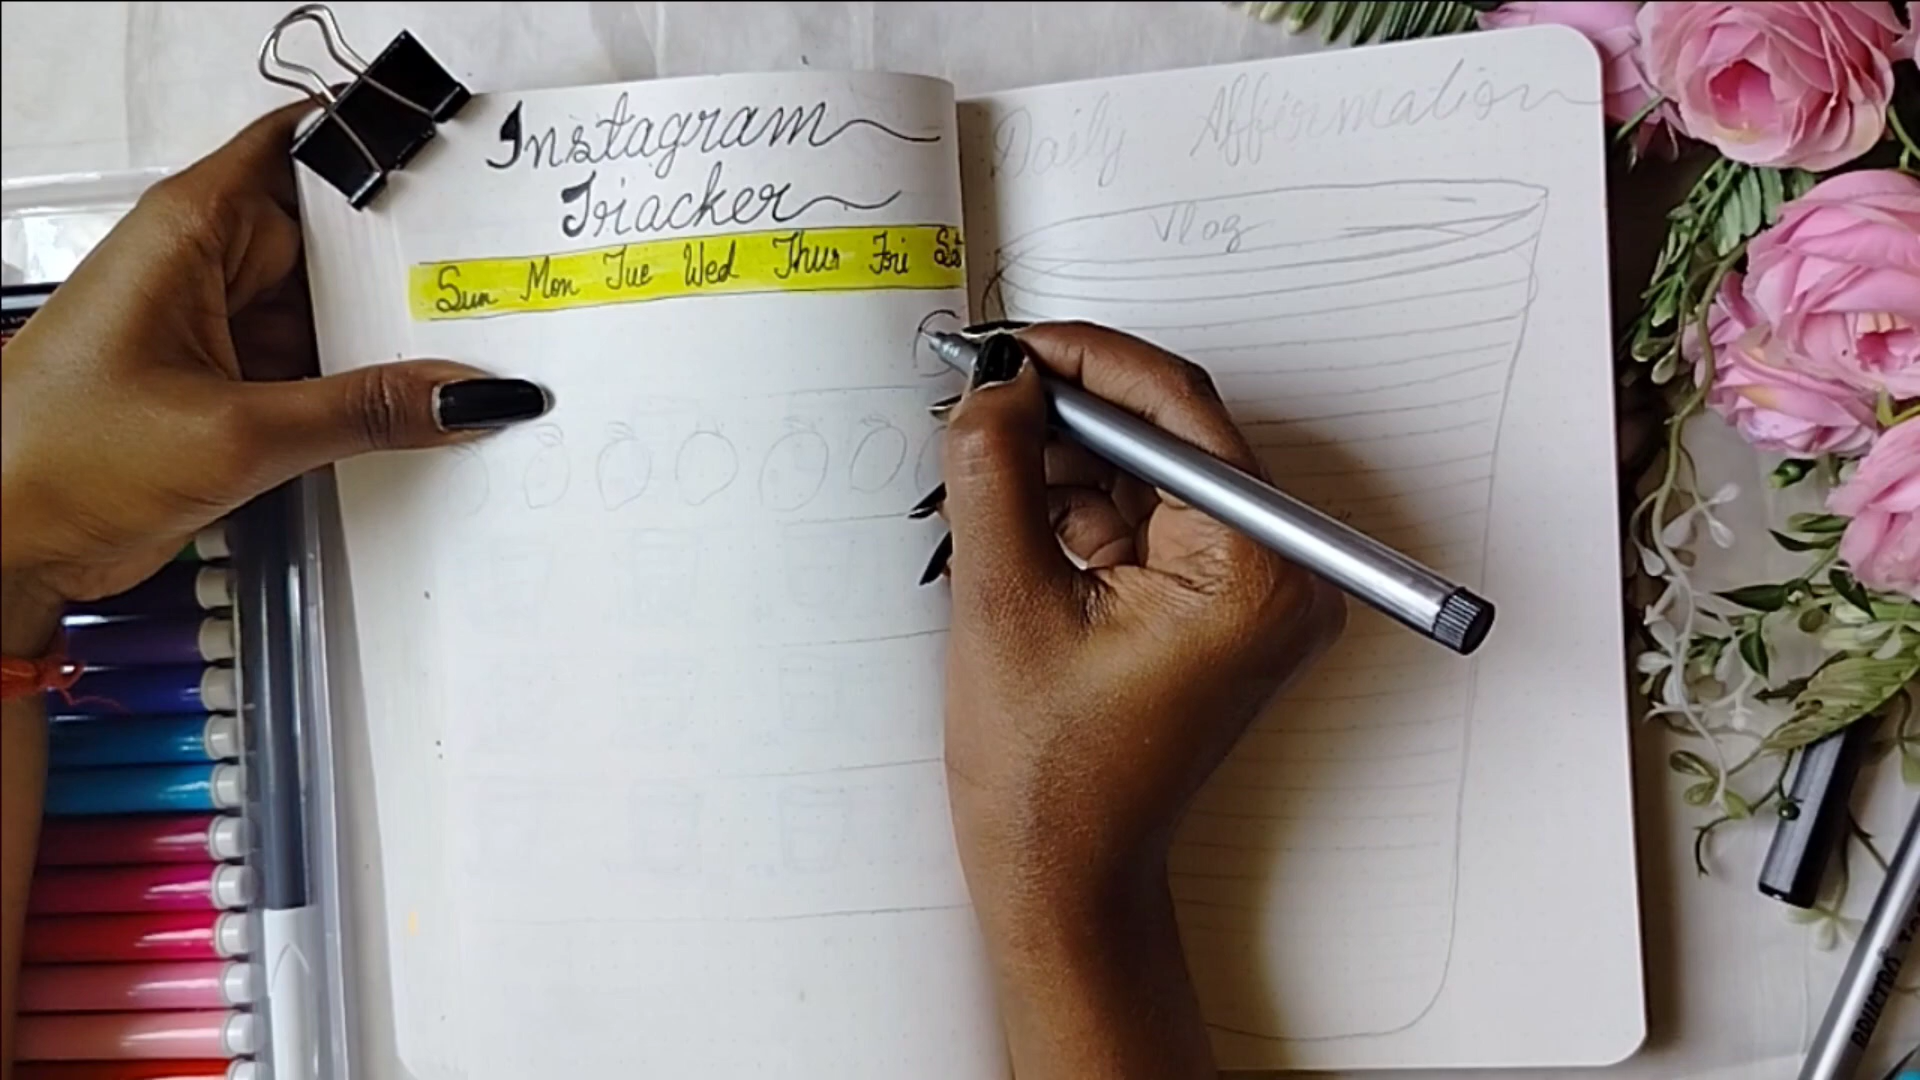 Instagram
Tracker
Sun Mon Tue Wed Thur Fri Sat
Daily Affirmation
Vlog